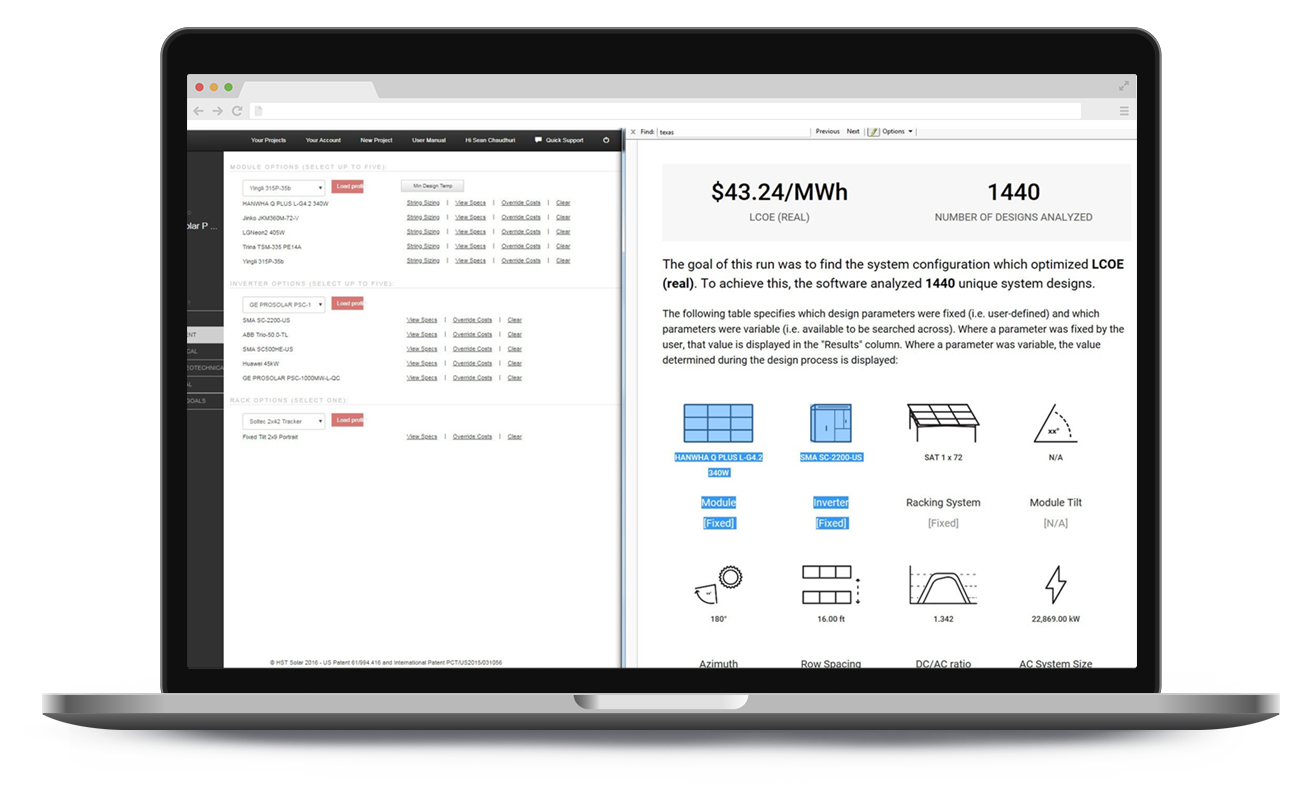 Your Projects Your Account New Project User Manual Hi Sean Chaudhuri Quick Support
MODULE OPTIONS (SELECT UP TO FIVE):
Yingli 315P-35b Load profi Min Design Temp
HANWHA Q PLUS L-G4.2 340W String Sizing | View Specs | Override Costs | Clear
Jinko JKM360M-72-V String Sizing | View Specs | Override Costs | Clear
LGNeon2 405W String Sizing | View Specs | Override Costs | Clear
Trina TSM-335 PE14A String Sizing | View Specs | Override Costs | Clear
Yingli 315P-35b String Sizing | View Specs | Override Costs | Clear
INVERTER OPTIONS (SELECT UP TO FIVE):
GE PROSOLAR PSC-1 Load profi
SMA SC-2200-US View Specs | Override Costs | Clear
ABB Trio-50.0-TL View Specs | Override Costs | Clear
SMA SC500HE-US View Specs | Override Costs | Clear
Huawei 45kW View Specs | Override Costs | Clear
GE PROSOLAR PSC-1000MW-L-QC View Specs | Override Costs | Clear
RACK OPTIONS (SELECT ONE):
Soltec 2x42 Tracker Load profi
Fixed Tilt 2x9 Portrait View Specs | Override Costs | Clear
olar P ...
ENT
CAL
EOTECHNICA
AL
GOALS
© HST Solar 2016 - US Patent 61/994.416 and International Patent PCT/US2015/031056
X Find: texas Previous Next Options
$43.24/MWh 1440
LCOE (REAL) NUMBER OF DESIGNS ANALYZED
The goal of this run was to find the system configuration which optimized LCOE
(real). To achieve this, the software analyzed 1440 unique system designs.
The following table specifies which design parameters were fixed (i.e. user-defined) and which
parameters were variable (i.e. available to be searched across). Where a parameter was fixed by the
user, that value is displayed in the "Results" column. Where a parameter was variable, the value
determined during the design process is displayed:
xx°
HANWHA Q PLUS L-G4.2 SMA SC-2200-US SAT 1 x 72 N/A
340W
Module Inverter Racking System Module Tilt
[Fixed] [Fixed] [Fixed] [N/A]
180° 16.00 ft 1.342 22,869.00 kW
Azimuth Row Spacing DC/AC ratio AC System Size